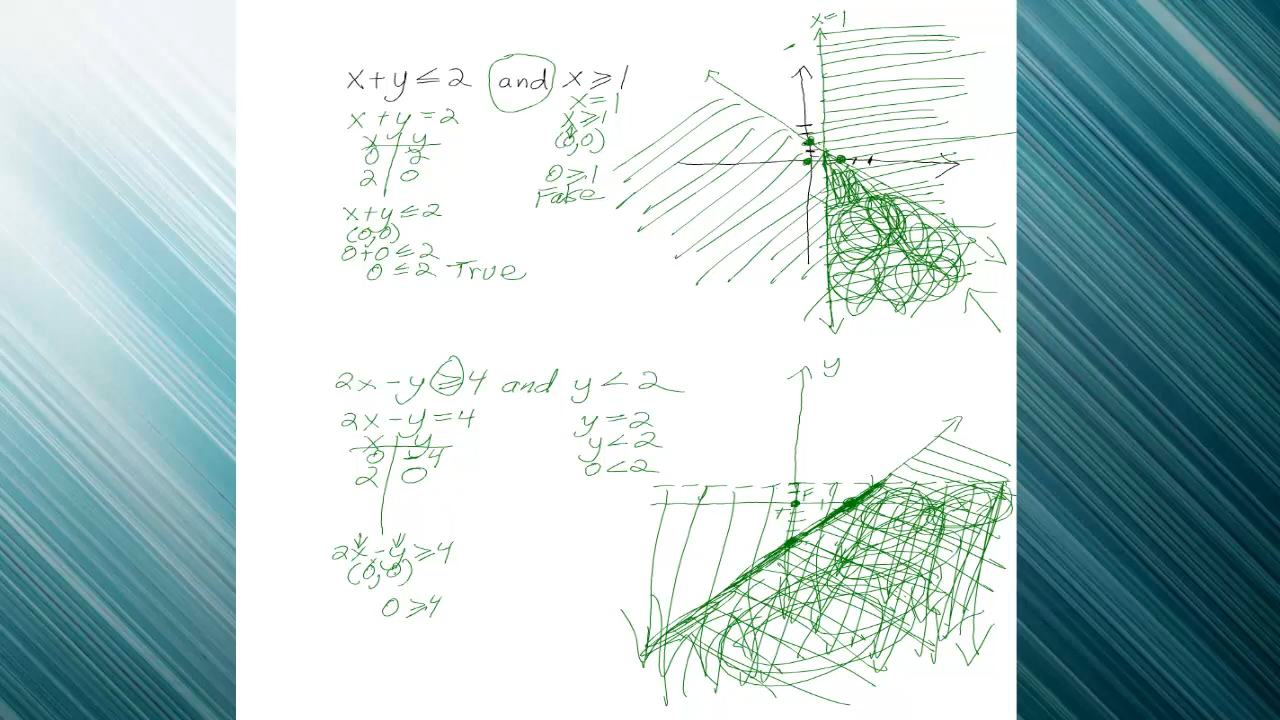 x + y ≤ 2 and x ≥ 1
x = 1
x + y = 2
x ≥ 1
x y
(0,0)
0 2
2 0
0 ≥ 1
False
x + y ≤ 2
(0,0)
0 + 0 ≤ 2
0 ≤ 2 True
x = 1
2x - y ≥ 4 and y < 2
2x - y = 4
y = 2
x y
y < 2
0 -4
0 < 2
2 0
2x - y ≥ 4
(0,0)
0 ≥ 4
y
F
T